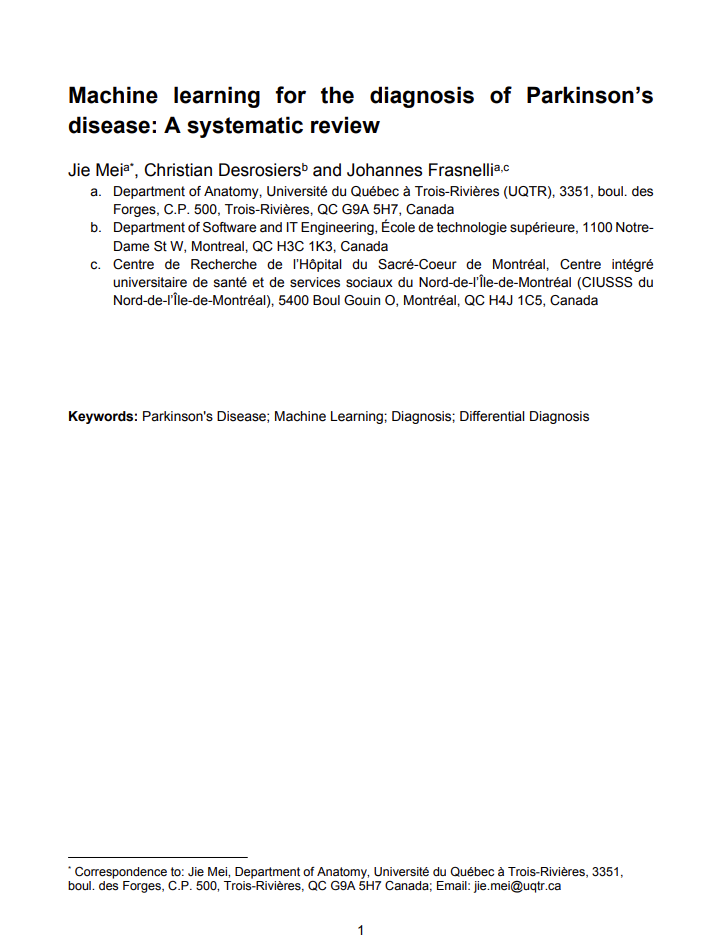 Machine learning for the diagnosis of Parkinson’s
disease: A systematic review
Jie Meia*, Christian Desrosiersb and Johannes Frasnellia,c
a. Department of Anatomy, Université du Québec à Trois-Rivières (UQTR), 3351, boul. des
Forges, C.P. 500, Trois-Rivières, QC G9A 5H7, Canada
b. Department of Software and IT Engineering, École de technologie supérieure, 1100 Notre-
Dame St W, Montreal, QC H3C 1K3, Canada
c. Centre de Recherche de l’Hôpital du Sacré-Coeur de Montréal, Centre intégré
universitaire de santé et de services sociaux du Nord-de-l’Île-de-Montréal (CIUSSS du
Nord-de-l’Île-de-Montréal), 5400 Boul Gouin O, Montréal, QC H4J 1C5, Canada
Keywords: Parkinson's Disease; Machine Learning; Diagnosis; Differential Diagnosis
* Correspondence to: Jie Mei, Department of Anatomy, Université du Québec à Trois-Rivières, 3351,
boul. des Forges, C.P. 500, Trois-Rivières, QC G9A 5H7 Canada; Email: jie.mei@uqtr.ca
1